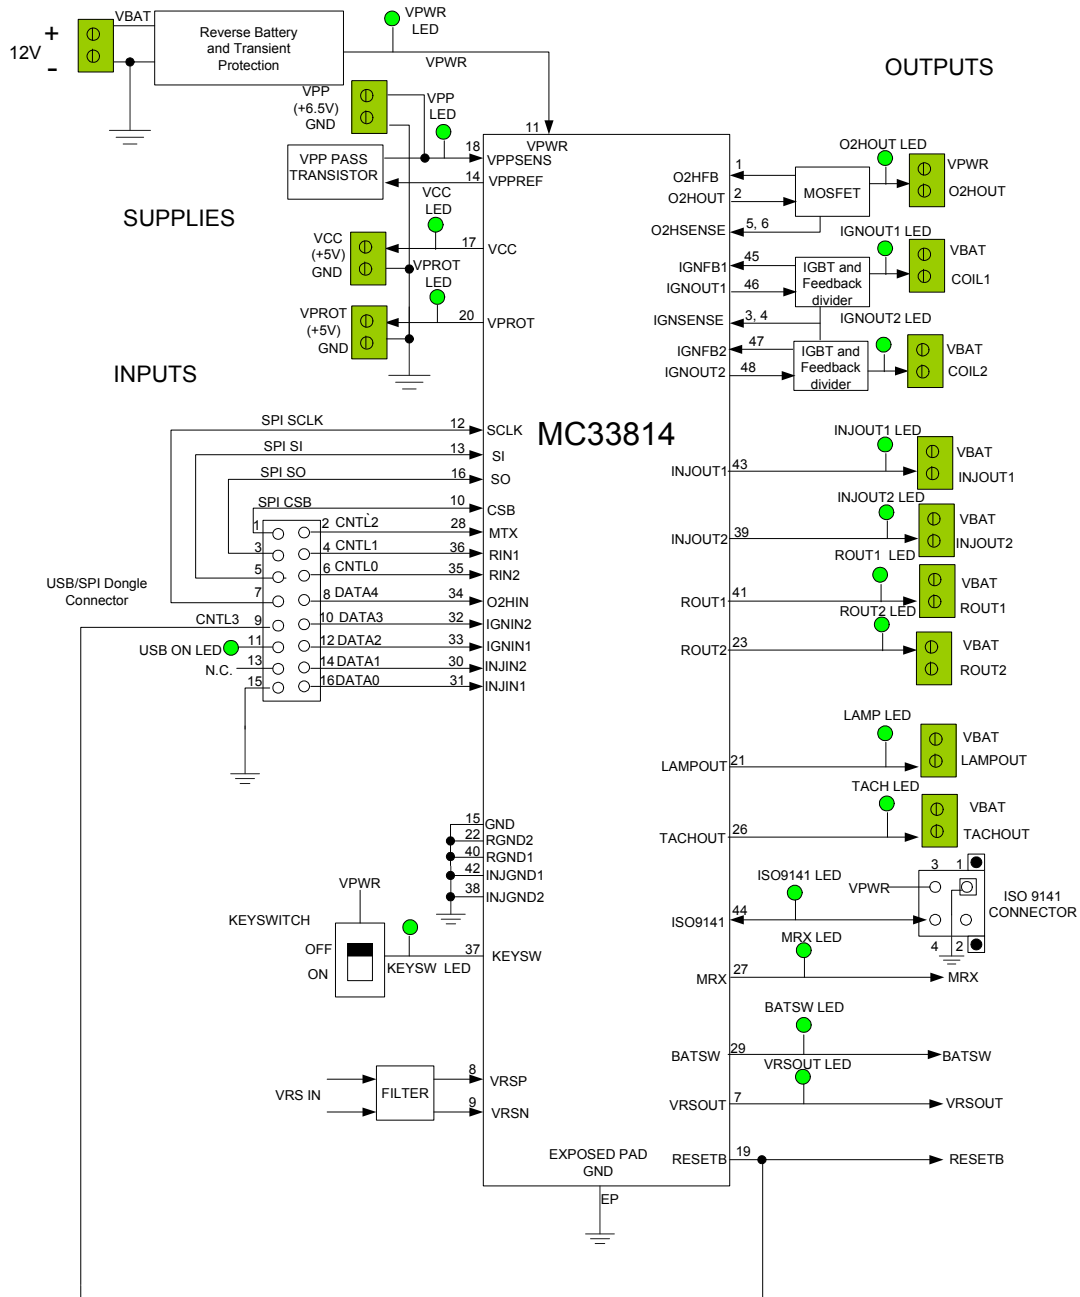 VBAT
+
12V
-
Reverse Battery
and Transient
Protection
VPWR
LED
VPWR
OUTPUTS
VPP
(+6.5V)
GND
VPP
LED
11
VPWR
18
VPPSENS
VPP PASS
TRANSISTOR
14
VPPREF
SUPPLIES
VCC
LED
VCC
(+5V)
GND
17
VCC
VPROT
LED
VPROT
(+5V)
GND
20
VPROT
1
O2HFB
2
O2HOUT
5, 6
O2HSENSE
MOSFET
O2HOUT LED
VPWR
O2HOUT
45
IGNFB1
46
IGNOUT1
IGBT and
Feedback
divider
IGNOUT1 LED
VBAT
COIL1
3, 4
IGNSENSE
IGNOUT2 LED
47
IGNFB2
48
IGNOUT2
IGBT and
Feedback
divider
VBAT
COIL2
INPUTS
MC33814
SPI SCLK
12
SCLK
SPI SI
13
SI
SPI SO
16
SO
SPI CSB
10
CSB
1
2 CNTL2
28
MTX
3
4 CNTL1
36
RIN1
5
6 CNTL0
35
RIN2
USB/SPI Dongle
Connector
7
8 DATA4
34
O2HIN
CNTL3
9
10 DATA3
32
IGNIN2
USB ON LED
11
12 DATA2
33
IGNIN1
N.C.
13
14 DATA1
30
INJIN2
15
16 DATA0
31
INJIN1
INJOUT1 LED
INJOUT1
43
VBAT
INJOUT1
INJOUT2 LED
INJOUT2
39
VBAT
INJOUT2
ROUT1 LED
ROUT1
41
VBAT
ROUT1
ROUT2 LED
ROUT2
23
VBAT
ROUT2
LAMP LED
LAMPOUT
21
VBAT
LAMPOUT
TACH LED
TACHOUT
26
VBAT
TACHOUT
15
GND
22
RGND2
40
RGND1
42
INJGND1
38
INJGND2
VPWR
KEYSWITCH
OFF
ON
KEYSW LED
37
KEYSW
ISO9141 LED
VPWR
3 1
4 2
ISO 9141
CONNECTOR
ISO9141
44
MRX LED
MRX
27
MRX
BATSW LED
BATSW
29
BATSW
VRSOUT LED
VRSOUT
7
VRSOUT
VRS IN
FILTER
8
VRSP
9
VRSN
EXPOSED PAD
GND
RESETB
19
RESETB
EP